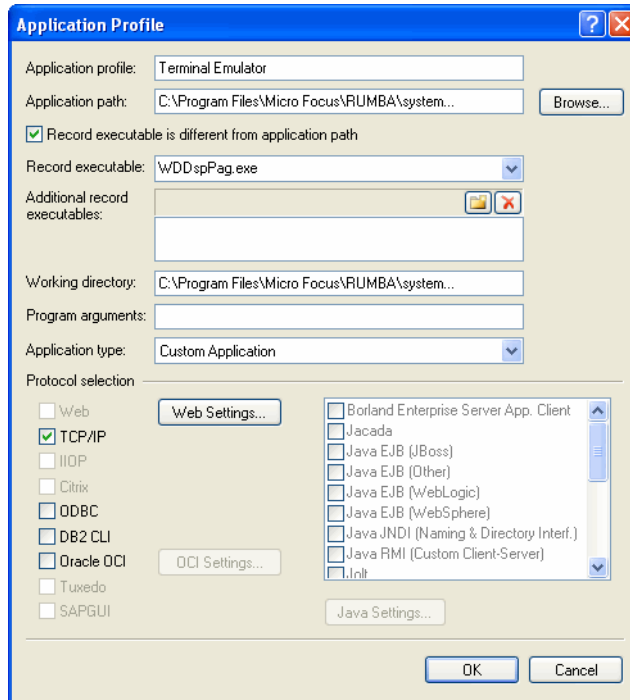 Application Profile
Application profile: Terminal Emulator
Application path: C:\Program Files\Micro Focus\RUMBA\system... Browse...
Record executable is different from application path
Record executable: WDDspPag.exe
Additional record
executables:
Working directory: C:\Program Files\Micro Focus\RUMBA\system...
Program arguments:
Application type: Custom Application
Protocol selection
Web
TCP/IP
IIOP
Citrix
ODBC
DB2 CLI
Oracle OCI
Tuxedo
SAPGUI
Web Settings...
OCI Settings...
Borland Enterprise Server App. Client
Jacada
Java EJB (JBoss)
Java EJB (Other)
Java EJB (WebLogic)
Java EJB (WebSphere)
Java JNDI (Naming & Directory Interf.)
Java RMI (Custom Client-Server)
Jolt
Java Settings...
OK Cancel